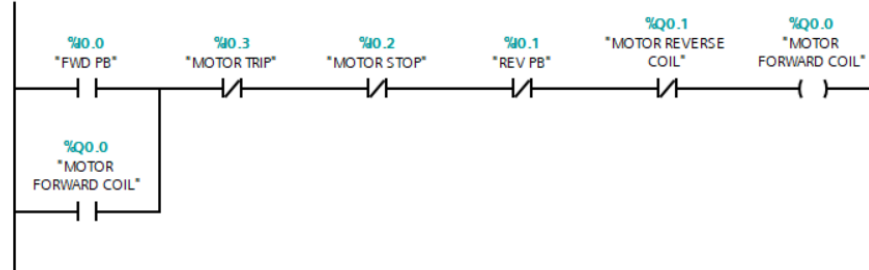 %I0.0
"FWD PB"
%I0.3
"MOTOR TRIP"
%I0.2
"MOTOR STOP"
%I0.1
"REV PB"
%Q0.1
"MOTOR REVERSE
COIL"
%Q0.0
"MOTOR
FORWARD COIL"
%Q0.0
"MOTOR
FORWARD COIL"